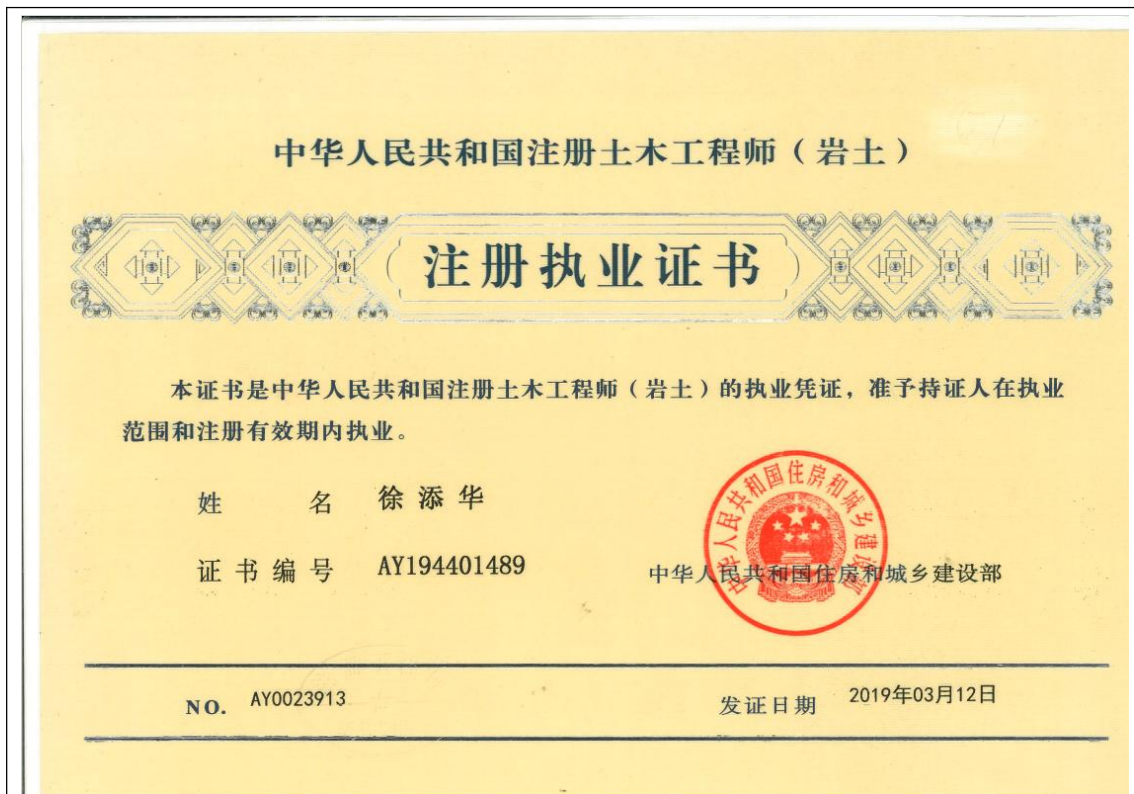 中华人民共和国注册土木工程师（岩土）
注册执业证书
本证书是中华人民共和国注册土木工程师（岩土）的执业凭证，准予持证人在执业
范围和注册有效期内执业。
姓 名 徐添华
证书编号 AY194401489
中华人民共和国住房和城乡建设部
中华人民共和国住房和城乡建设部
NO. AY0023913
发证日期 2019年03月12日